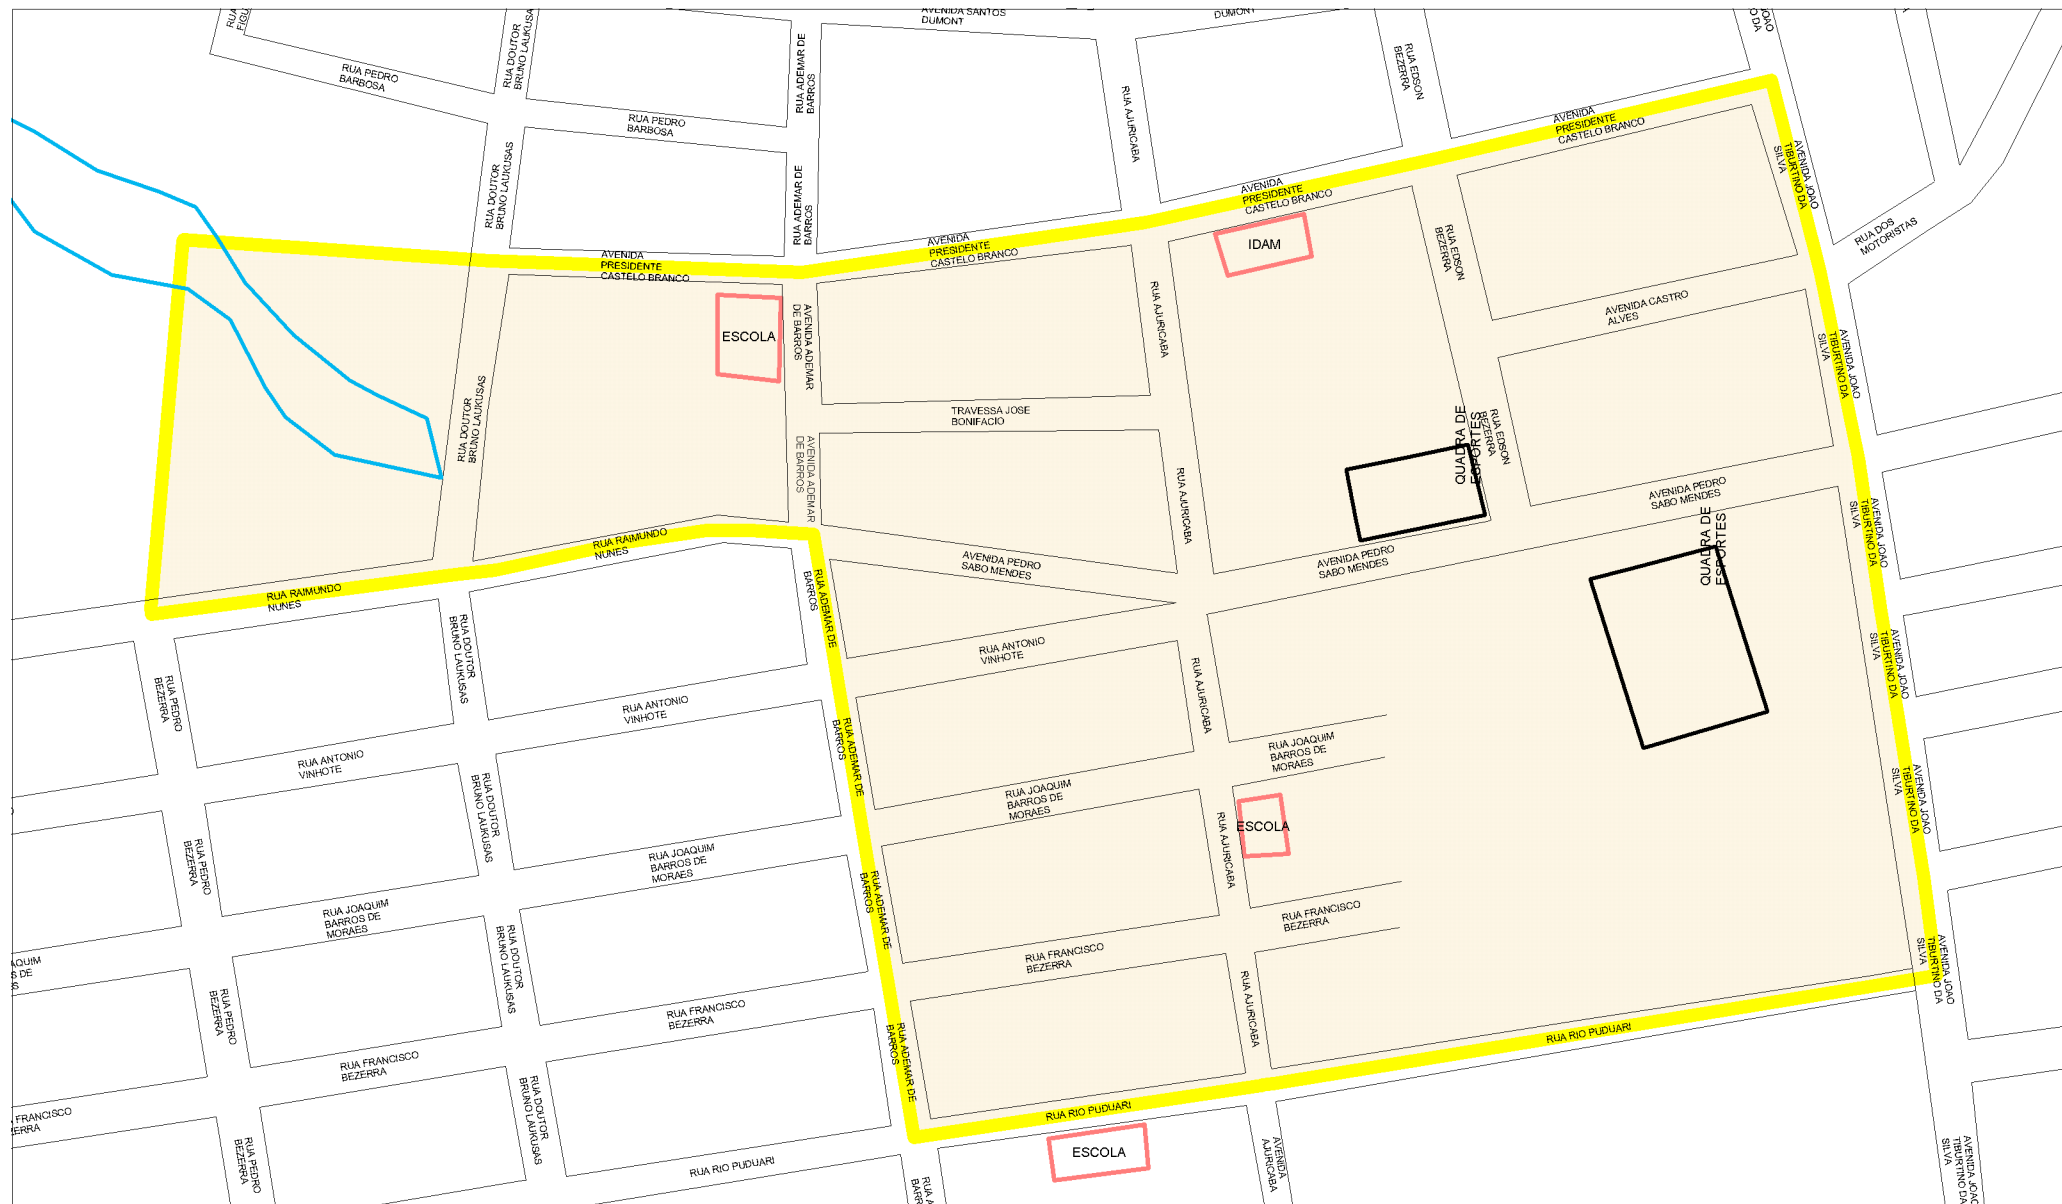 AVENIDA SANTOS
DUMONT
DUMONT
RUA
JOAO
O DA
RUA DOUTOR
BRUNO LAUKUSA
RUA PEDRO
BARBOSA
RUA ADEMAR DE
BARROS
RUA EDSON
BEZERRA
RUA PEDRO
BARBOSA
RUA AJURICABA
AVENIDA
PRESIDENTE
CASTELO BRANCO
RUA DOUTOR
BRUNO LAUKUSAS
RUA ADEMAR DE
BARROS
AVENIDA
PRESIDENTE
CASTELO BRANCO
AVENIDA JOAO
TIBURTINO DA
SILVA
RUA DOS
MOTORISTAS
AVENIDA
PRESIDENTE
CASTELO BRANCO
AVENIDA
PRESIDENTE
CASTELO BRANCO
IDAM
RUA EDSON
BEZERRA
ESCOLA
AVENIDA ADEMAR
DE BARROS
RUA AJURICABA
AVENIDA CASTRO
ALVES
AVENIDA JOAO
TIBURTINO DA
SILVA
RUA DOUTOR
BRUNO LAUKUSAS
TRAVESSA JOSE
BONIFACIO
AVENIDA ADEMAR
DE BARROS
QUADRA DE
ESPORTES
RUA EDSON
BEZERRA
RUA AJURICABA
AVENIDA PEDRO
SABO MENDES
QUADRA DE
ESPORTES
AVENIDA JOAO
TIBURTINO DA
SILVA
RUA RAIMUNDO
NUNES
AVENIDA PEDRO
SABO MENDES
AVENIDA PEDRO
SABO MENDES
RUA RAIMUNDO
NUNES
RUA ADEMAR DE
BARROS
RUA DOUTOR
BRUNO LAUKUSAS
RUA ANTONIO
VINHOTE
RUA PEDRO
BEZERRA
RUA AJURICABA
AVENIDA JOAO
TIBURTINO DA
SILVA
RUA ANTONIO
VINHOTE
RUA ADEMAR DE
BARROS
RUA JOAQUIM
BARROS DE
MORAES
RUA ANTONIO
VINHOTE
RUA DOUTOR
BRUNO LAUKUSAS
RUA JOAQUIM
BARROS DE
MORAES
AVENIDA JOAO
TIBURTINO DA
SILVA
ESCOLA
RUA AJURICABA
RUA PEDRO
BEZERRA
RUA JOAQUIM
BARROS DE
MORAES
RUA ADEMAR DE
BARROS
RUA JOAQUIM
BARROS DE
MORAES
RUA FRANCISCO
BEZERRA
AQUIM
S DE
RUA DOUTOR
BRUNO LAUKUSAS
RUA FRANCISCO
BEZERRA
AVENIDA JOAO
TIBURTINO DA
SILVA
RUA PEDRO
BEZERRA
RUA FRANCISCO
BEZERRA
RUA AJURICABA
RUA RIO PUDUARI
RUA ADEMAR DE
BARROS
RUA FRANCISCO
BEZERRA
RUA DOUTOR
BRUNO LAUKUSAS
RUA RIO PUDUARI
FRANCISCO
ZERRA
RUA PEDRO
BEZERRA
RUA RIO PUDUARI
ESCOLA
AVENIDA
AJURICABA
AVENIDA JOAO
TIBURTINO DA
SILVA
RUA A
BARR